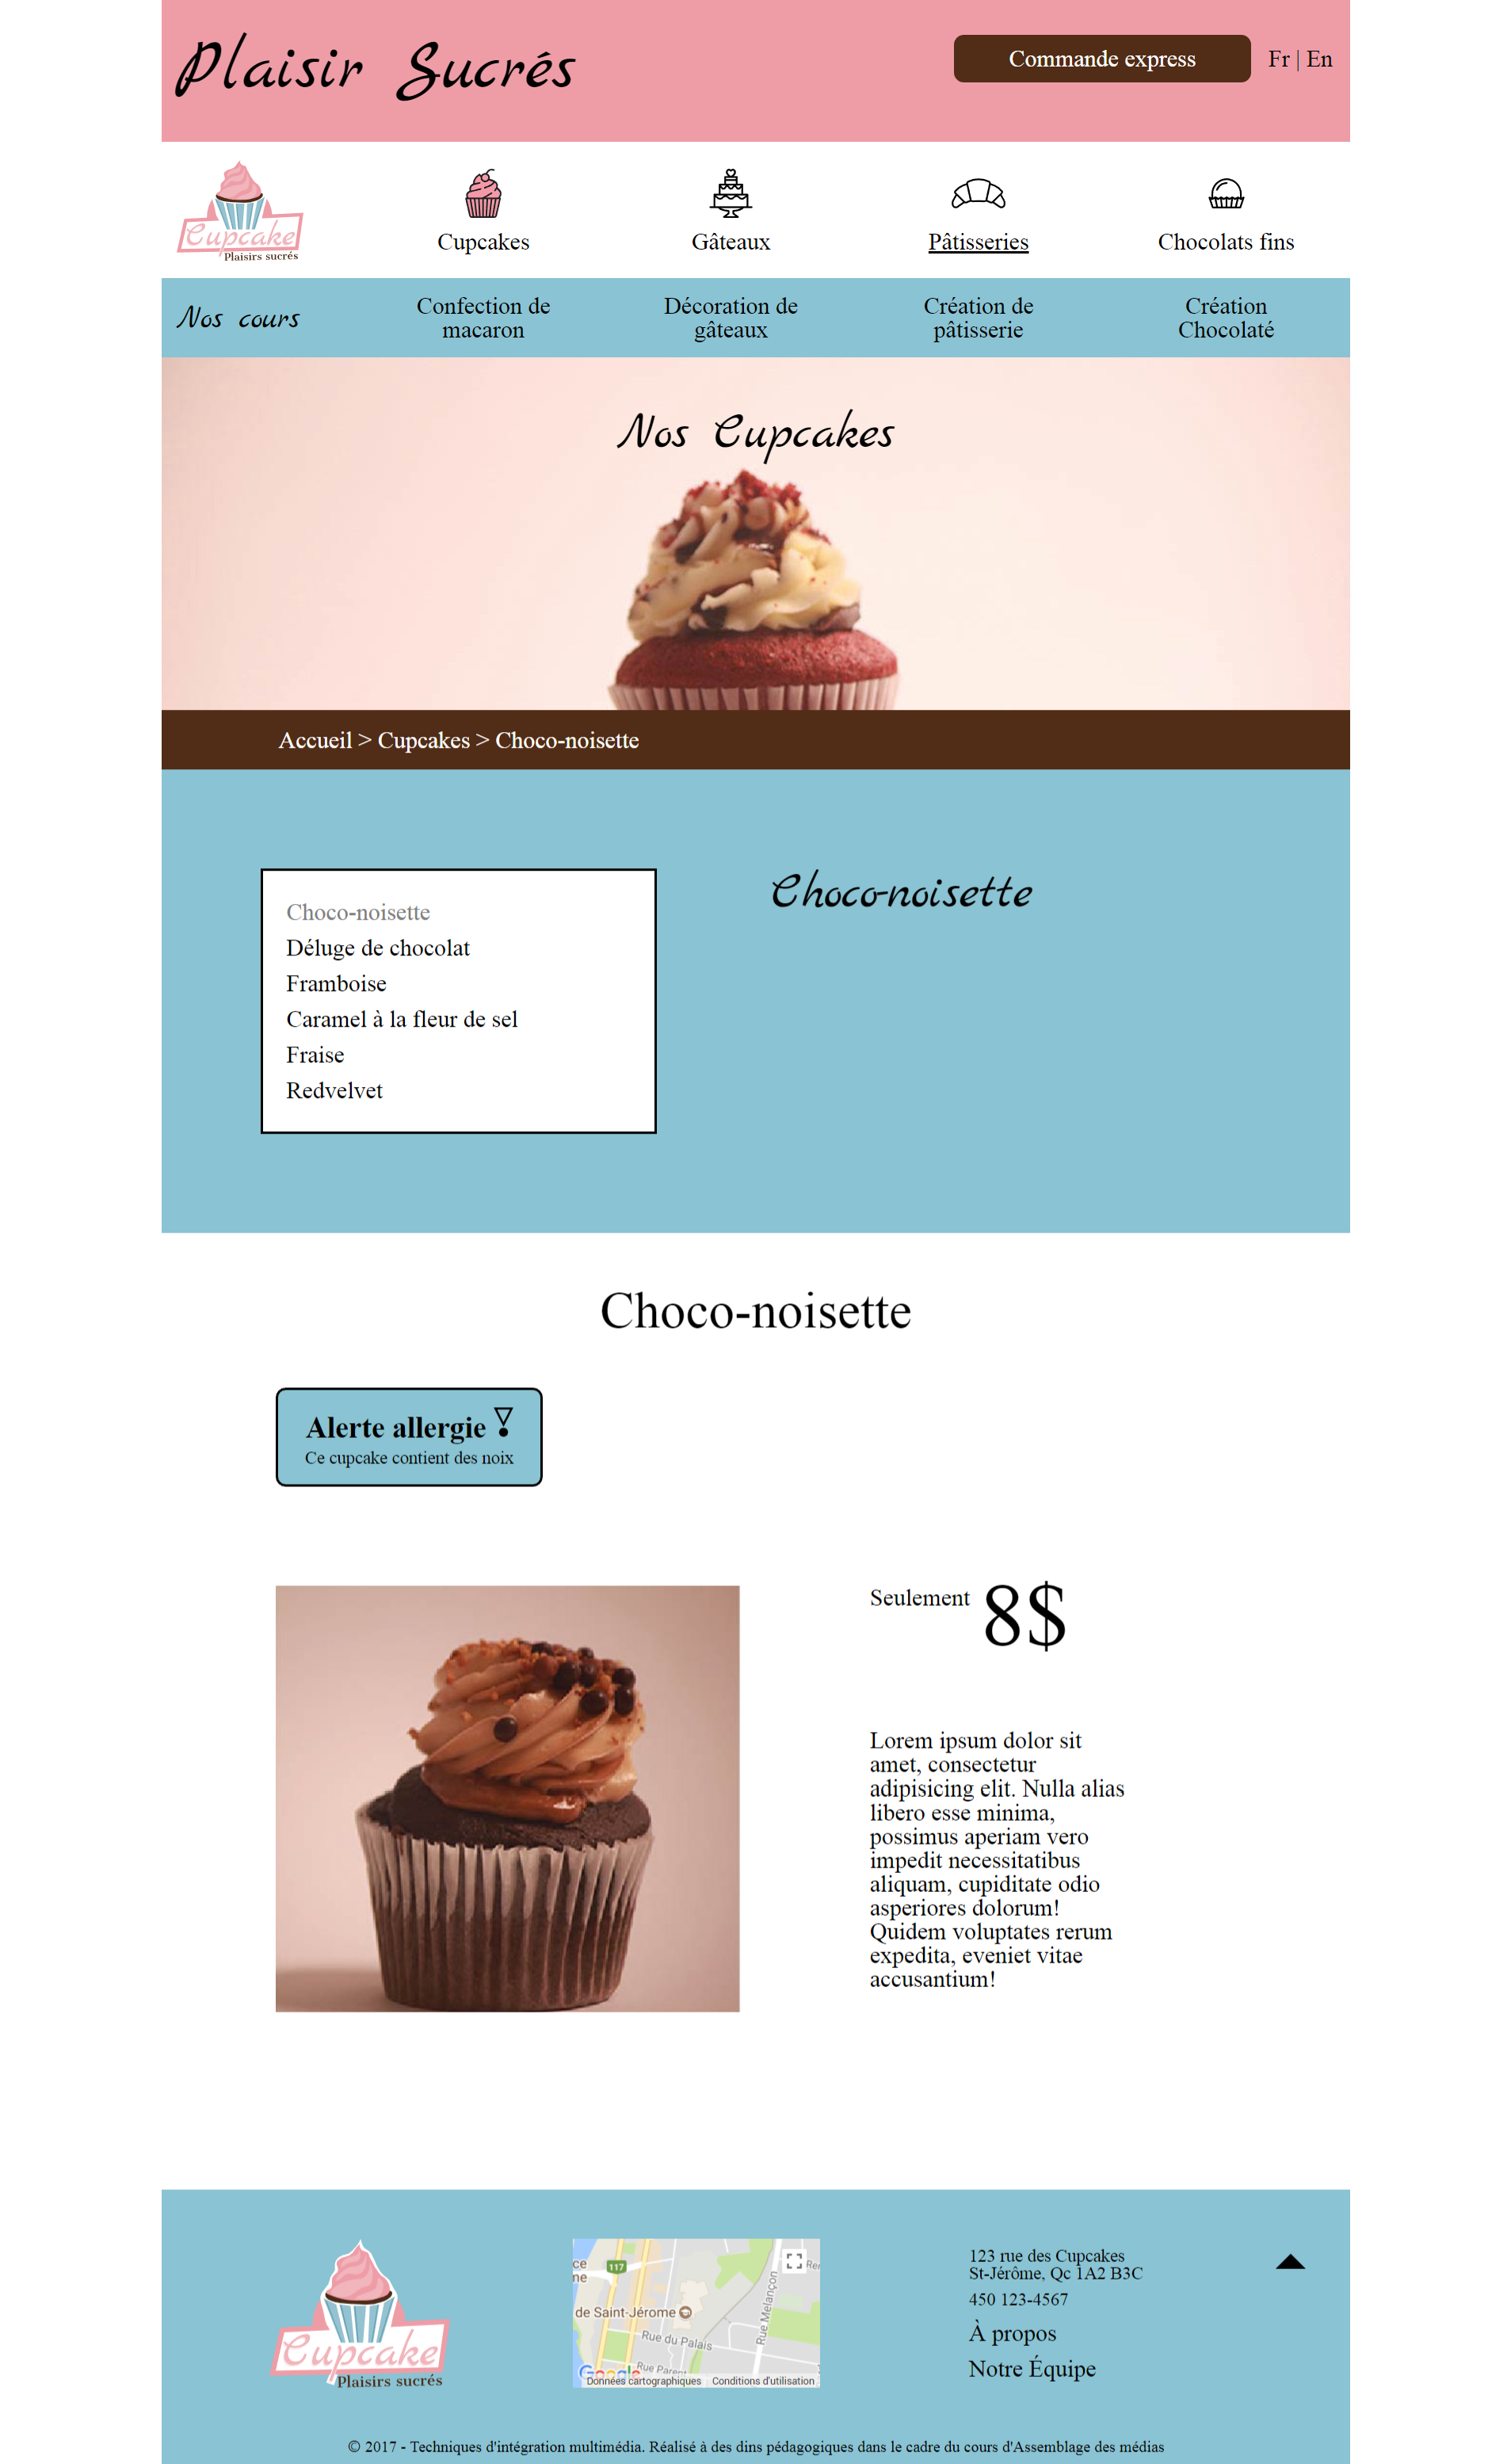 Plaisir Sucrés
Commande express
Fr | En
Cupcake
Plaisirs sucrés
Cupcakes
Gâteaux
Pâtisseries
Chocolats fins
Nos cours
Confection de
macaron
Décoration de
gâteaux
Création de
pâtisserie
Création
Chocolaté
Nos Cupcakes
Accueil > Cupcakes > Choco-noisette
Choco-noisette
Déluge de chocolat
Framboise
Caramel à la fleur de sel
Fraise
Redvelvet
Choco-noisette
Choco-noisette
Alerte allergie
Ce cupcake contient des noix
Seulement 8$
Lorem ipsum dolor sit
amet, consectetur
adipisicing elit. Nulla alias
libero esse minima,
possimus aperiam vero
impedit necessitatibus
aliquam, cupiditate odio
asperiores dolorum!
Quidem voluptates rerum
expedita, eveniet vitae
accusantium!
Cupcake
Plaisirs sucrés
117
de Saint-Jérome
Rue Melançon
Rue du Palais
Google
Données cartographiques
Conditions d'utilisation
123 rue des Cupcakes
St-Jérôme, Qc 1A2 B3C
450 123-4567
À propos
Notre Équipe
© 2017 - Techniques d'intégration multimédia. Réalisé à des dins pédagogiques dans le cadre du cours d'Assemblage des médias